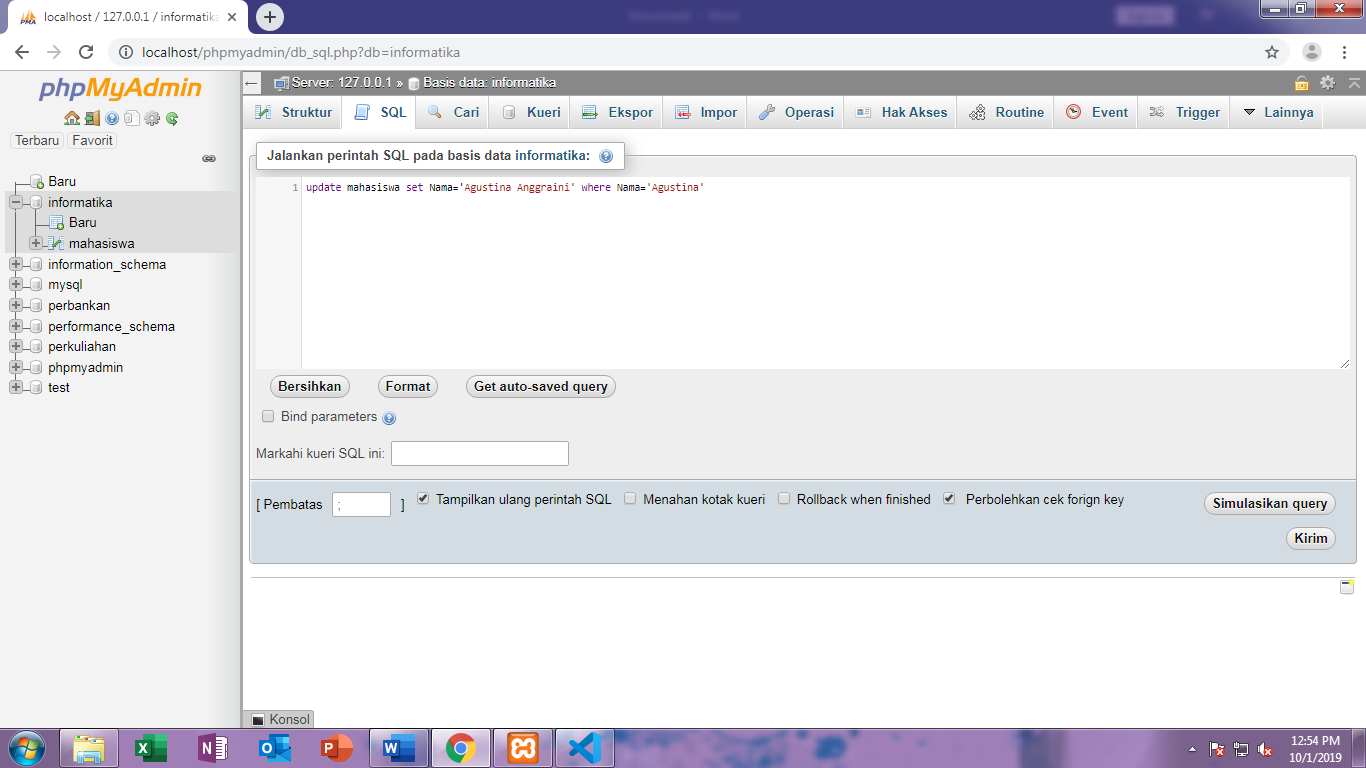 localhost / 127.0.0.1 / informatika
localhost/phpmyadmin/db_sql.php?db=informatika
phpMyAdmin
Terbaru Favorit
Baru
informatika
Baru
mahasiswa
information_schema
mysql
perbankan
performance_schema
perkuliahan
phpmyadmin
test
Server: 127.0.0.1 » Basis data: informatika
Struktur SQL Cari Kueri Ekspor Impor Operasi Hak Akses Routine Event Trigger Lainnya
Jalankan perintah SQL pada basis data informatika:
1 update mahasiswa set Nama='Agustina Anggraini' where Nama='Agustina'
Bersihkan Format Get auto-saved query
Bind parameters
Markahi kueri SQL ini:
[ Pembatas ; ] Tampilkan ulang perintah SQL Menahan kotak kueri Rollback when finished Perbolehkan cek forign key
Simulasikan query
Kirim
Konsol
12:54 PM
10/1/2019